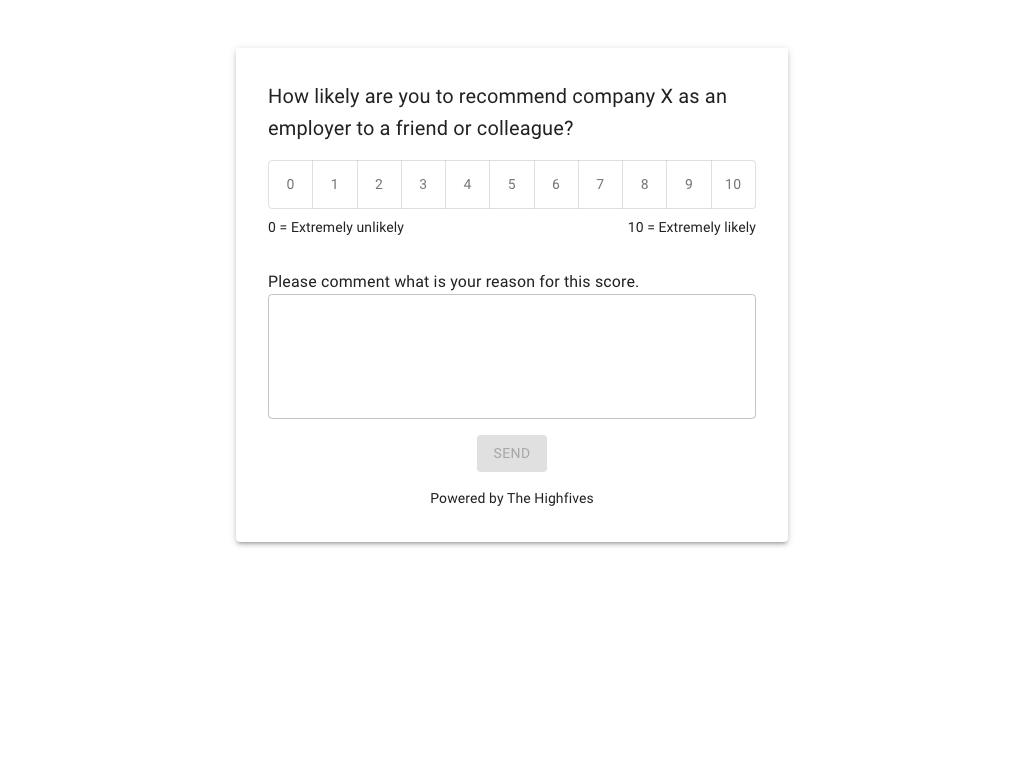 How likely are you to recommend company X as an
employer to a friend or colleague?
0 1 2 3 4 5 6 7 8 9 10
0 = Extremely unlikely 10 = Extremely likely
Please comment what is your reason for this score.
SEND
Powered by The Highfives